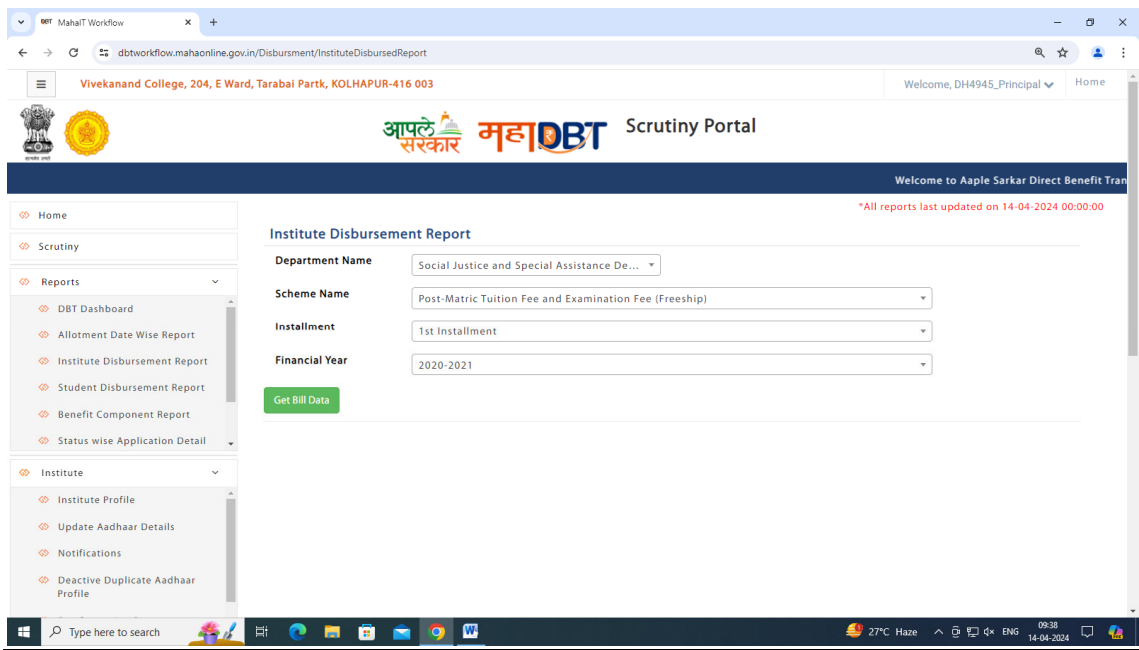 DBT MahaIT Workflow
dbtworkflow.mahaonline.gov.in/Disbursment/InstituteDisbursedReport
Vivekanand College, 204, E Ward, Tarabai Partk, KOLHAPUR-416 003
Welcome, DH4945_Principal
Home
आपले सरकार
महाDBT
Scrutiny Portal
Welcome to Aaple Sarkar Direct Benefit Tran
*All reports last updated on 14-04-2024 00:00:00
Home
Scrutiny
Reports
DBT Dashboard
Allotment Date Wise Report
Institute Disbursement Report
Student Disbursement Report
Benefit Component Report
Status wise Application Detail
Institute
Institute Profile
Update Aadhaar Details
Notifications
Deactive Duplicate Aadhaar
Profile
Institute Disbursement Report
Department Name
Social Justice and Special Assistance De...
Scheme Name
Post-Matric Tuition Fee and Examination Fee (Freeship)
Installment
1st Installment
Financial Year
2020-2021
Get Bill Data
Type here to search
27°C Haze
ENG
09:38
14-04-2024